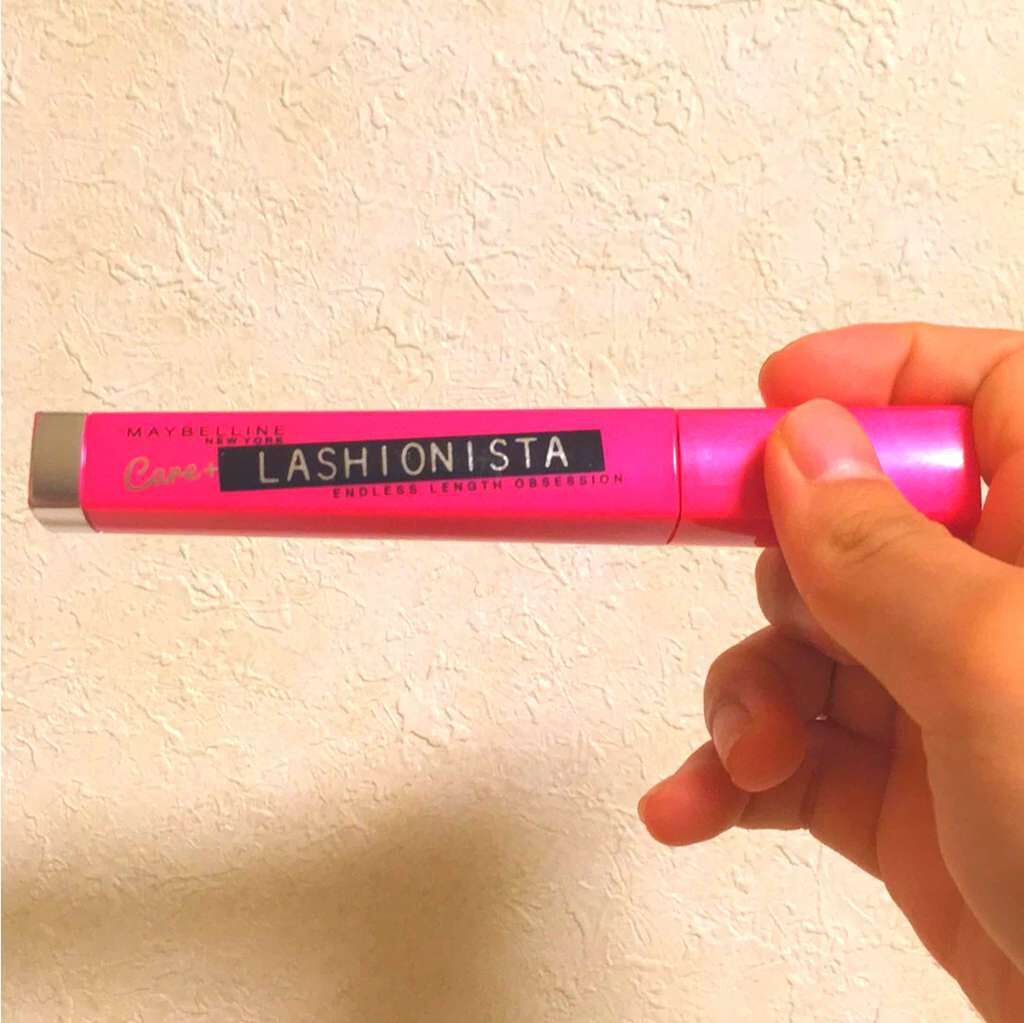 MAYBELLINE
NEW YORK
Care+ LASHIONISTA
ENDLESS LENGTH OBSESSION